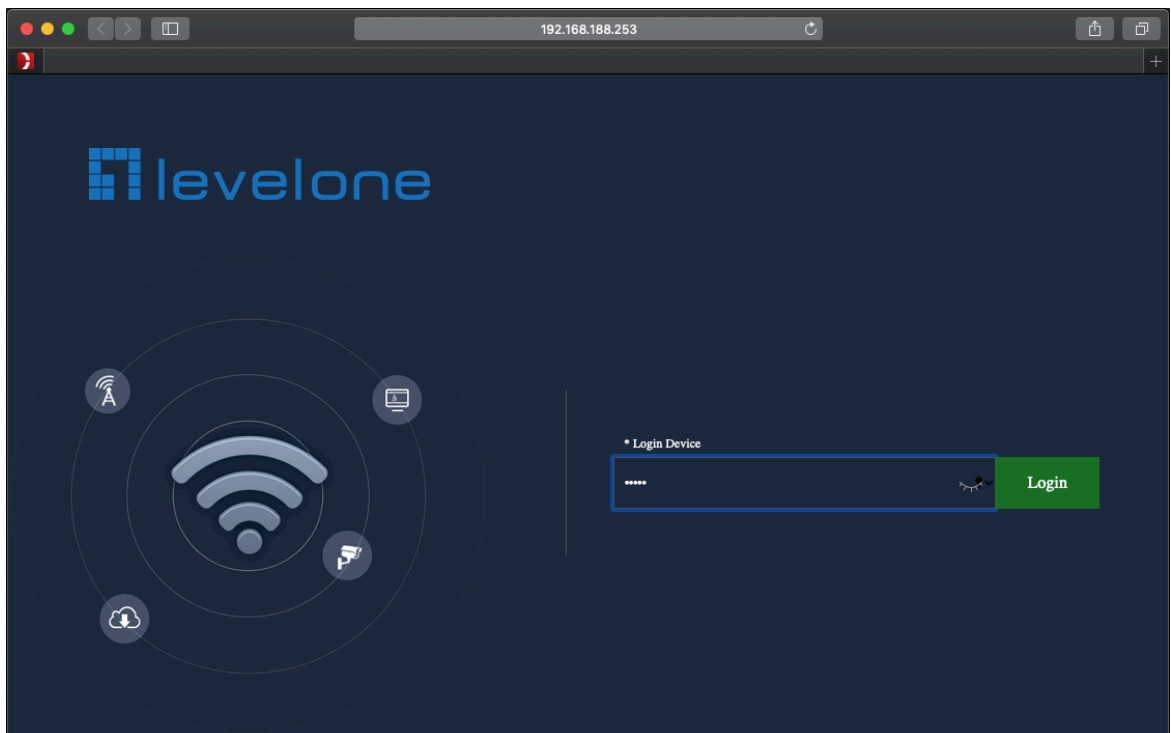 192.168.188.253
levelone
* Login Device
•••••
Login